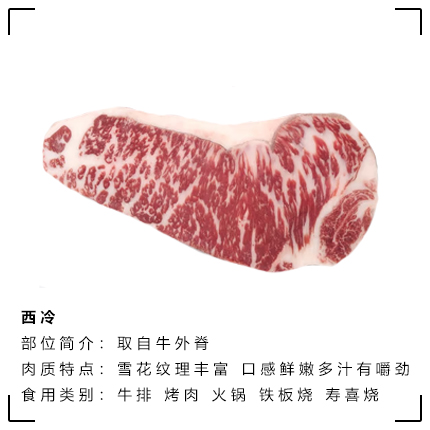 西冷
部位简介：取自牛外脊
肉质特点：雪花纹理丰富 口感鲜嫩多汁有嚼劲
食用类别：牛排 烤肉 火锅 铁板烧 寿喜烧